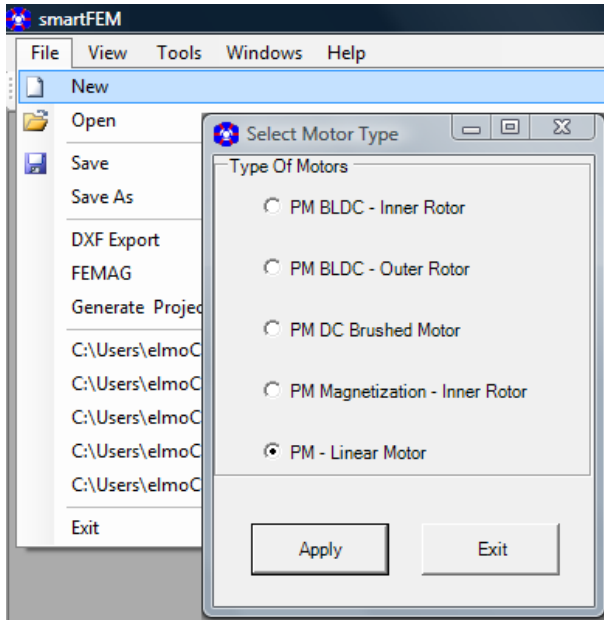 smartFEM
File View Tools Windows Help
New
Open
Save
Save As
DXF Export
FEMAG
Generate Projec
C:\Users\elmoC
C:\Users\elmoC
C:\Users\elmoC
C:\Users\elmoC
C:\Users\elmoC
Exit
Select Motor Type
Type Of Motors
PM BLDC - Inner Rotor
PM BLDC - Outer Rotor
PM DC Brushed Motor
PM Magnetization - Inner Rotor
PM - Linear Motor
Apply Exit